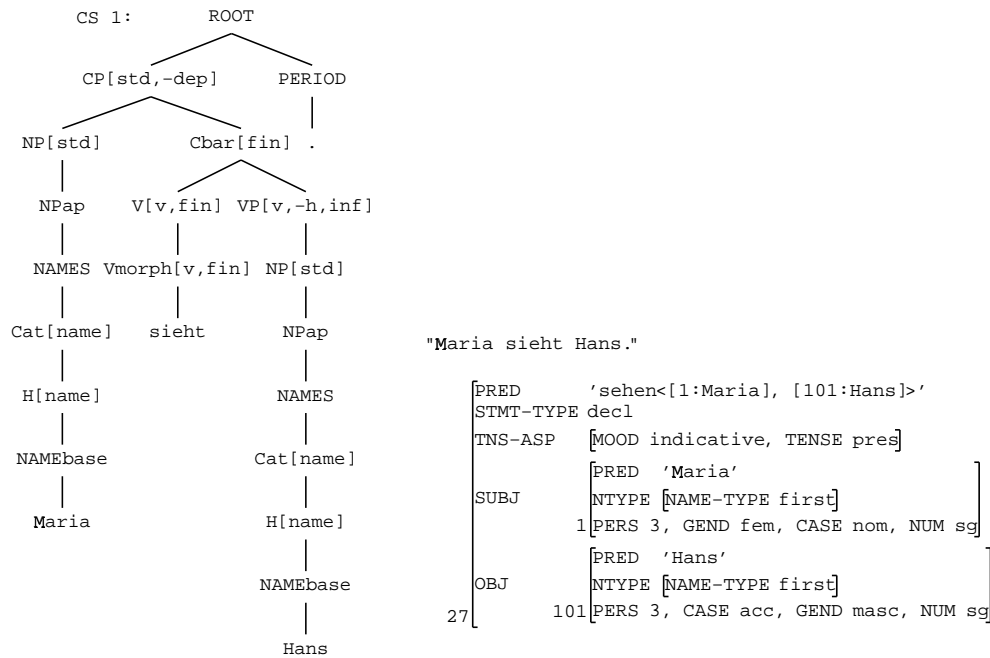 CS 1: ROOT
CP[std,-dep] PERIOD
NP[std] Cbar[fin] .
NPap V[v,fin] VP[v,-h,inf]
NAMES Vmorph[v,fin] NP[std]
Cat[name] sieht NPap
H[name] NAMES
NAMEbase Cat[name]
Maria H[name]
NAMEbase
Hans
"Maria sieht Hans."
PRED 'sehen<[1:Maria], [101:Hans]>'
STMT-TYPE decl
TNS-ASP [MOOD indicative, TENSE pres]
PRED 'Maria'
SUBJ NTYPE [NAME-TYPE first]
1 PERS 3, GEND fem, CASE nom, NUM sg
PRED 'Hans'
OBJ NTYPE [NAME-TYPE first]
27 101 PERS 3, CASE acc, GEND masc, NUM sg